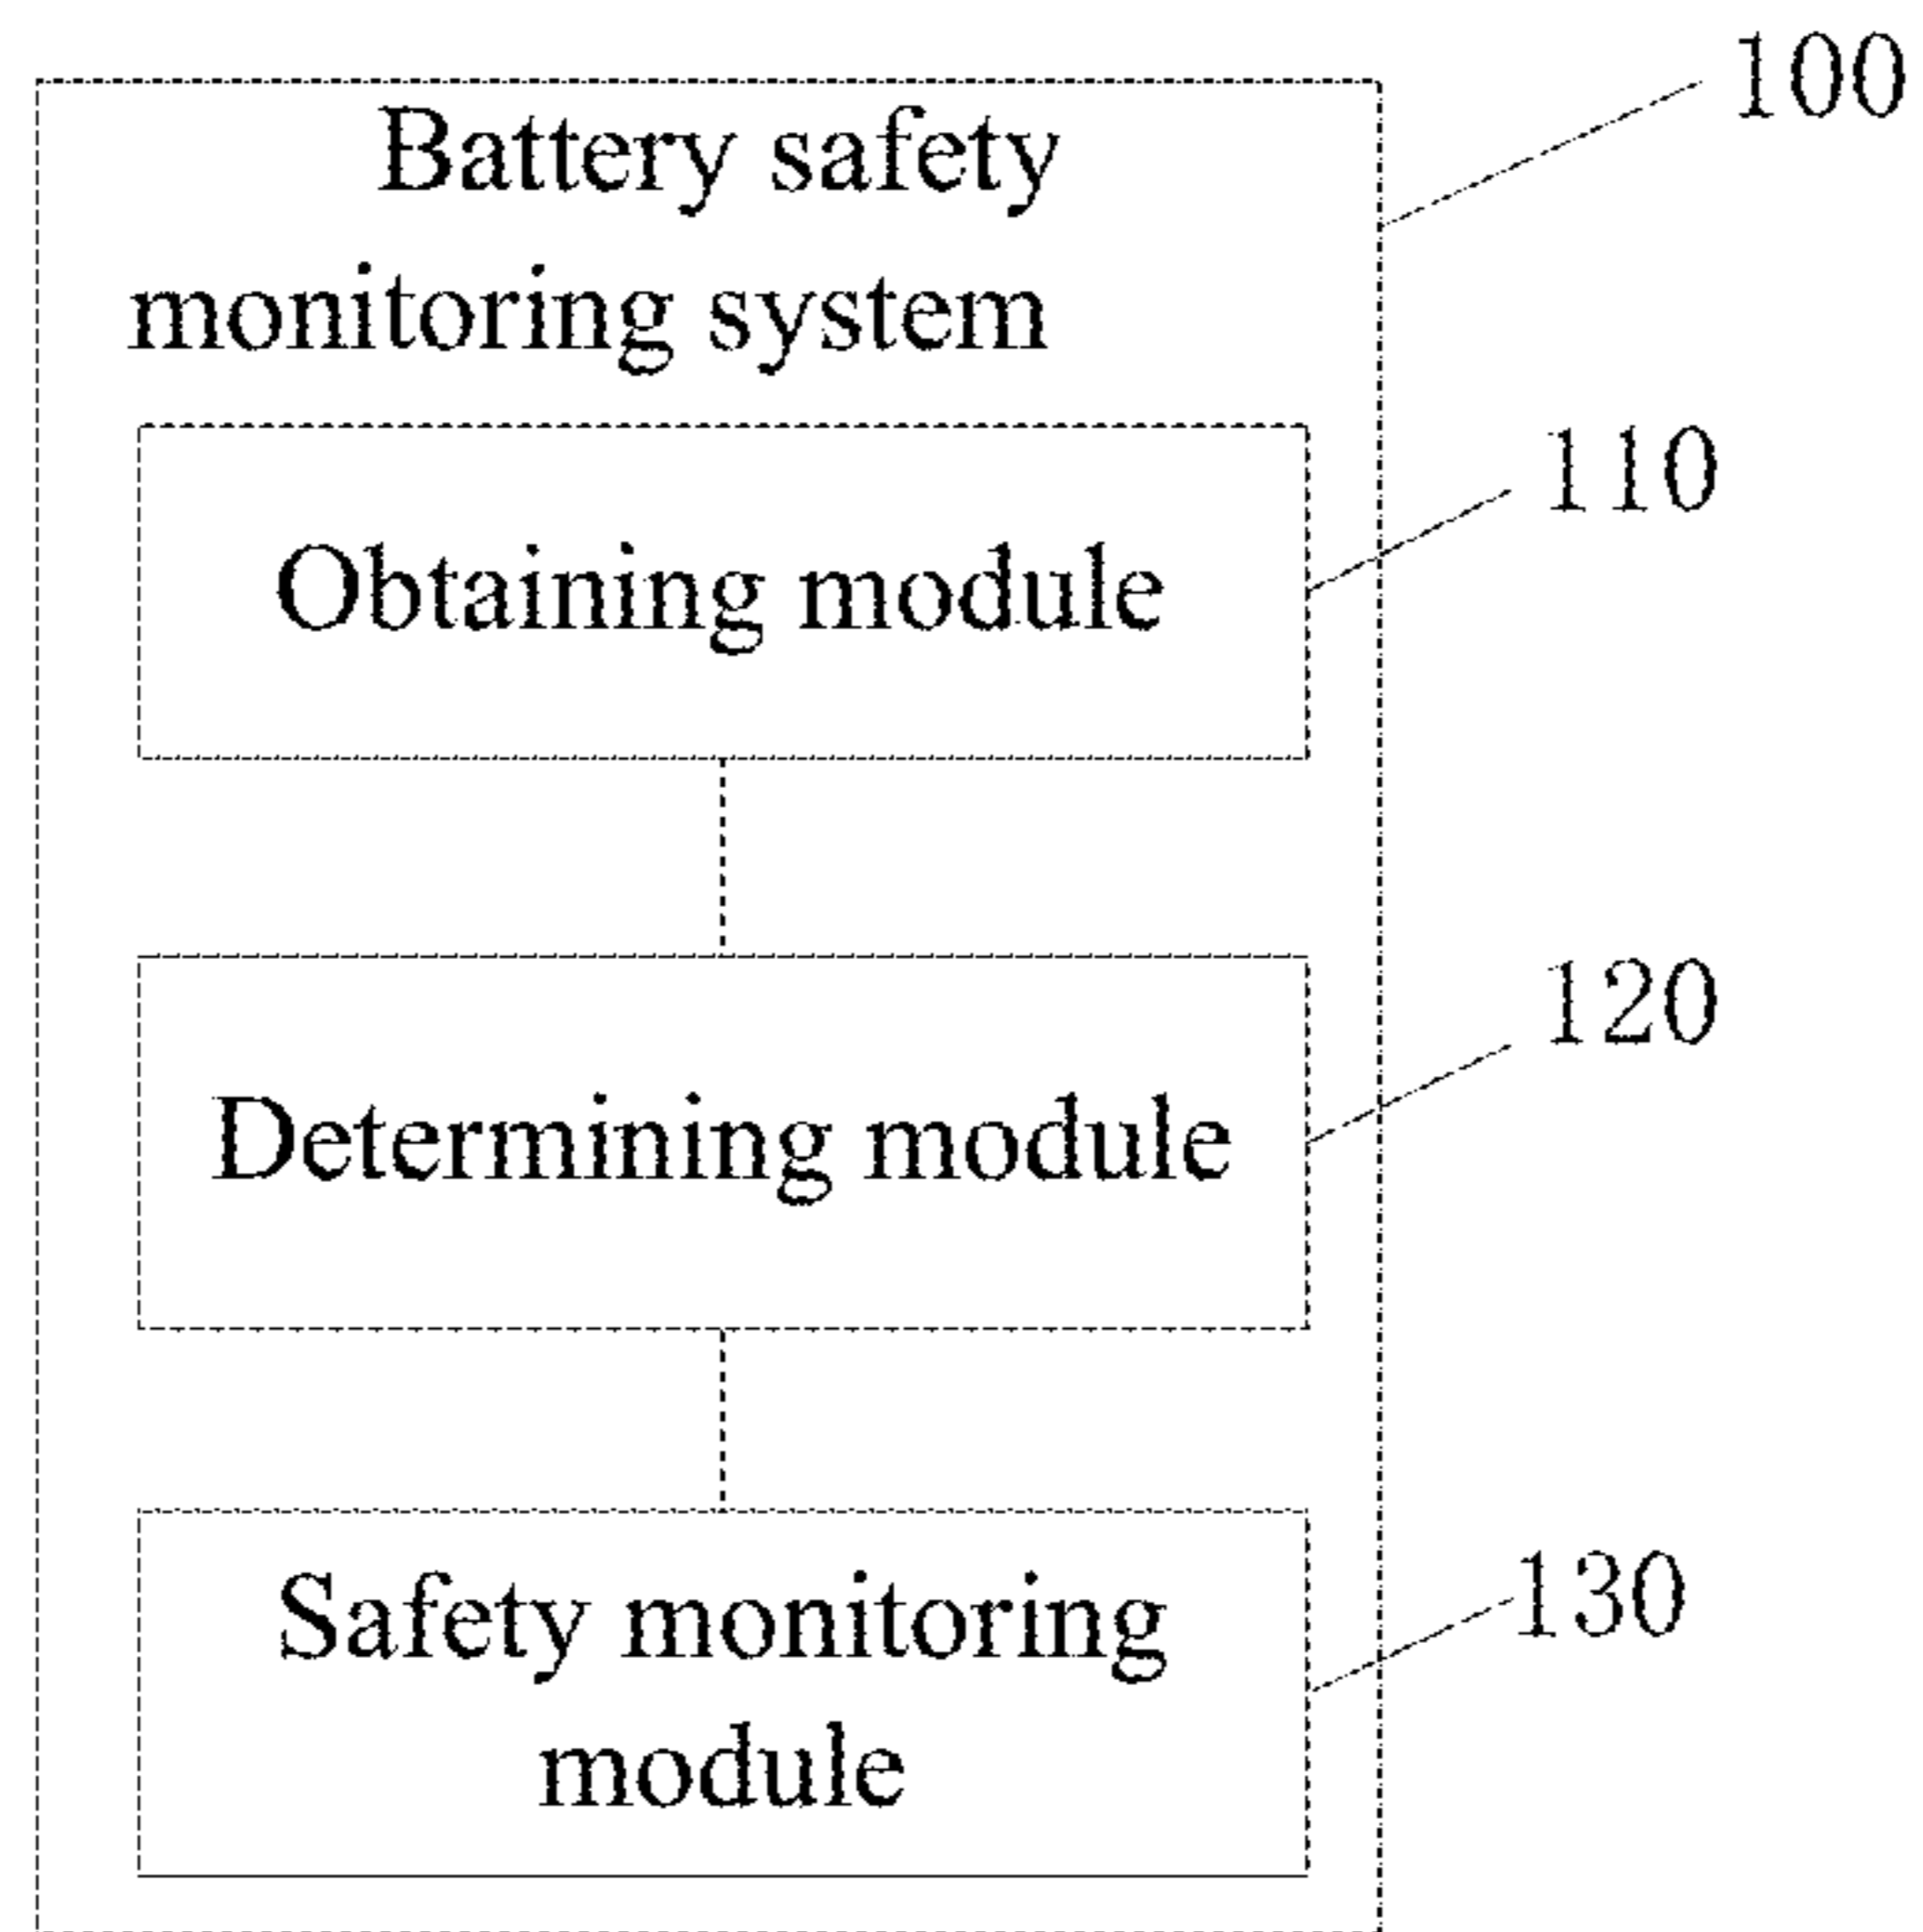 100
Battery safety
monitoring system
110
Obtaining module
120
Determining module
130
Safety monitoring
module